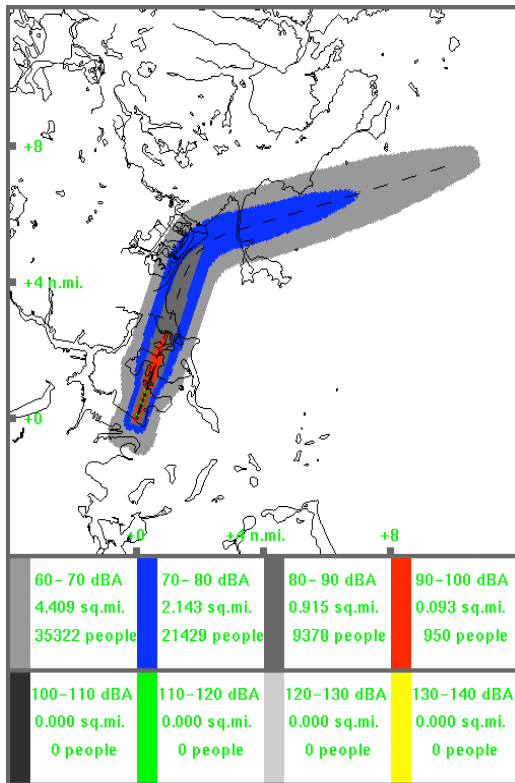 +8
+4 n.mi.
+0
+0 +4 n.mi. +8
60-70 dBA 70-80 dBA 80-90 dBA 90-100 dBA
4.409 sq.mi. 2.143 sq.mi. 0.915 sq.mi. 0.093 sq.mi.
35322 people 21429 people 9378 people 950 people
100-110 dBA 110-120 dBA 120-130 dBA 130-140 dBA
0.000 sq.mi. 0.000 sq.mi. 0.000 sq.mi. 0.000 sq.mi.
0 people 0 people 0 people 0 people